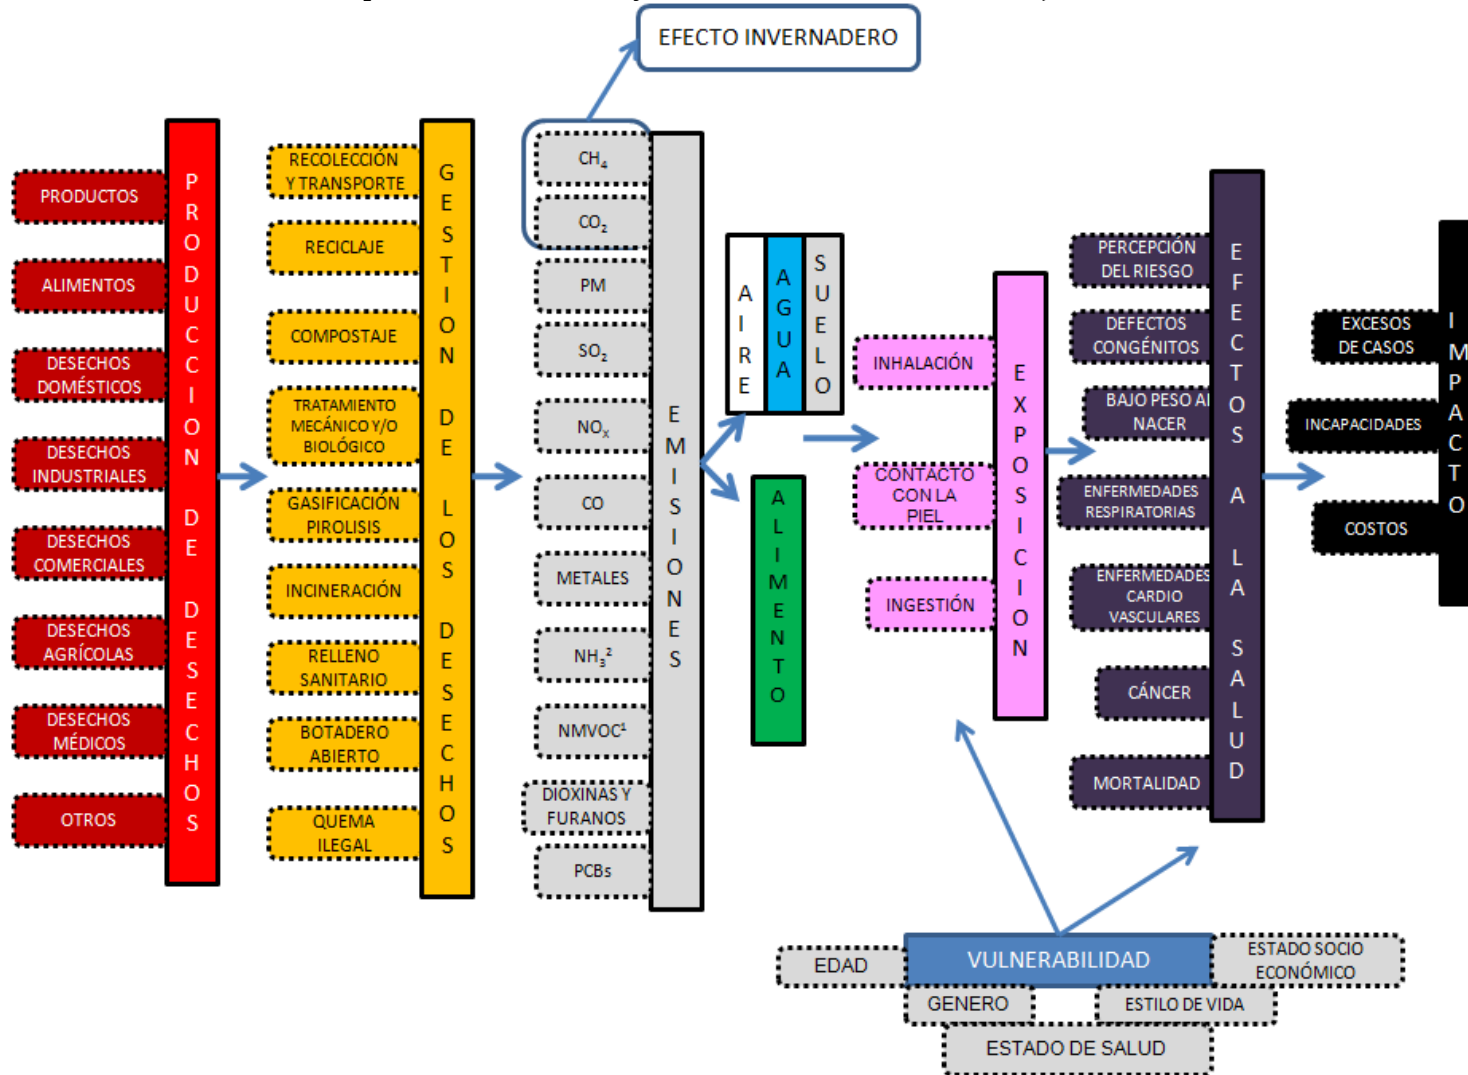 EFECTO INVERNADERO
PRODUCTOS
ALIMENTOS
DESECHOS
DOMÉSTICOS
DESECHOS
INDUSTRIALES
DESECHOS
COMERCIALES
DESECHOS
AGRÍCOLAS
DESECHOS
MÉDICOS
OTROS
PRODUCCION DE DESECHOS
RECOLECCIÓN
Y TRANSPORTE
RECICLAJE
COMPOSTAJE
TRATAMIENTO
MECÁNICO Y/O
BIOLÓGICO
GASIFICACIÓN
PIROLISIS
INCINERACIÓN
RELLENO
SANITARIO
BOTADERO
ABIERTO
QUEMA
ILEGAL
GESTION DE LOS DESECHOS
CH₄
CO₂
PM
SO₂
NOₓ
CO
METALES
NH₃²
NMVOC¹
DIOXINAS Y
FURANOS
PCBs
EMISIONES
AIRE
AGUA
SUELO
ALIMENTO
INHALACIÓN
CONTACTO
CON LA
PIEL
INGESTIÓN
EXPOSICION
PERCEPCIÓN
DEL RIESGO
DEFECTOS
CONGÉNITOS
BAJO PESO AL
NACER
ENFERMEDADES
RESPIRATORIAS
ENFERMEDADES
CARDIO
VASCULARES
CÁNCER
MORTALIDAD
EFECTOS A LA SALUD
EXCESOS
DE CASOS
INCAPACIDADES
COSTOS
IMPACTO
EDAD
VULNERABILIDAD
ESTADO SOCIO
ECONÓMICO
GENERO
ESTILO DE VIDA
ESTADO DE SALUD